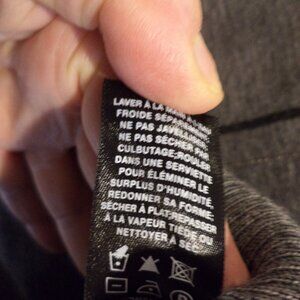 LAVER À LA MAIN À L'EAU
FROIDE SÉPARÉMENT
NE PAS JAVELLISER
NE PAS SÉCHER PAR
CULBUTAGE;ROULER
DANS UNE SERVIETTE
POUR ÉLIMINER LE
SURPLUS D'HUMIDITÉ.
REDONNER SA FORME;
SÉCHER À PLAT;REPASSER
À LA VAPEUR TIÈDE OU
NETTOYER À SEC.